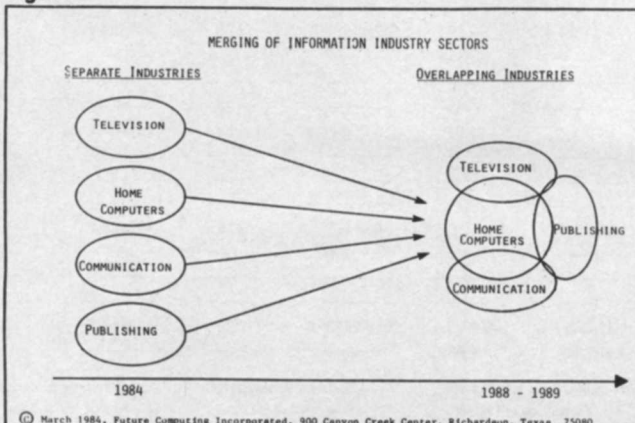 MERGING OF INFORMATION INDUSTRY SECTORS
SEPARATE INDUSTRIES
OVERLAPPING INDUSTRIES
TELEVISION
HOME
COMPUTERS
COMMUNICATION
PUBLISHING
TELEVISION
HOME
COMPUTERS
PUBLISHING
COMMUNICATION
1984
1988 - 1989
© March 1984, Future Computing Incorporated, 900 Canyon Creek Center, Richardson, Texas 75080